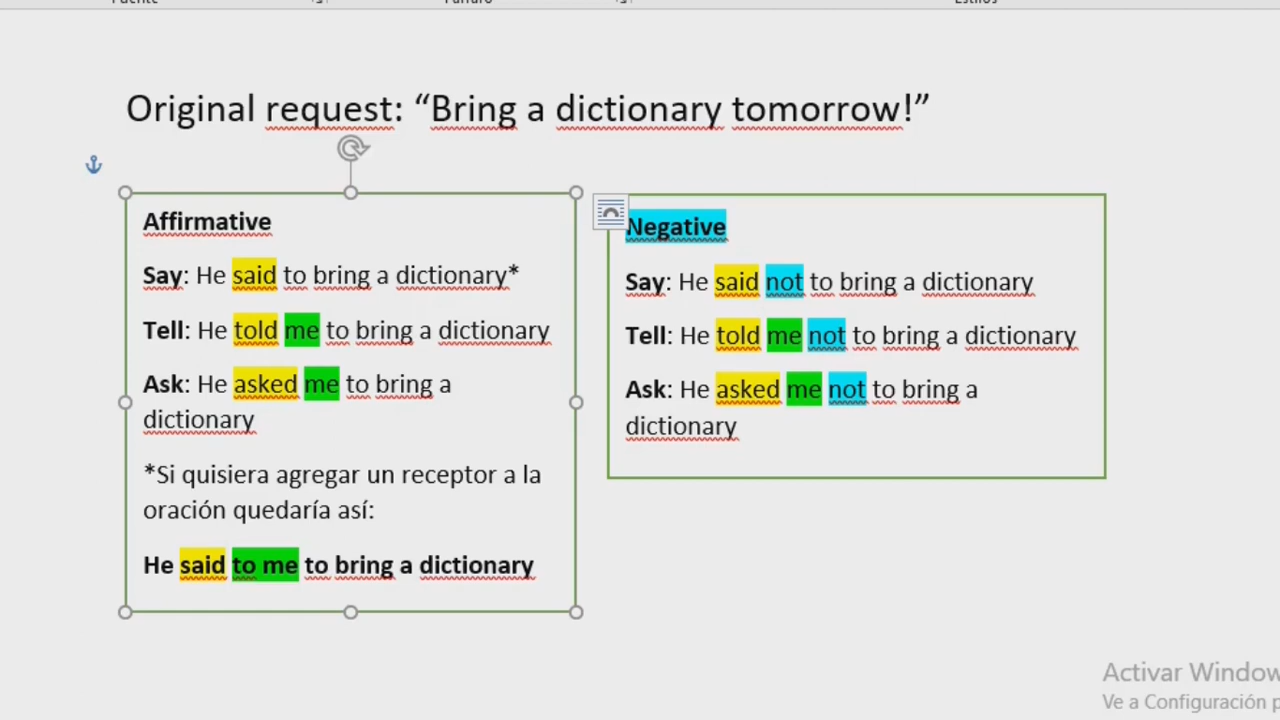 Original request: “Bring a dictionary tomorrow!”
Affirmative
Say: He said to bring a dictionary*
Tell: He told me to bring a dictionary
Ask: He asked me to bring a
dictionary
*Si quisiera agregar un receptor a la
oración quedaría así:
He said to me to bring a dictionary
Negative
Say: He said not to bring a dictionary
Tell: He told me not to bring a dictionary
Ask: He asked me not to bring a
dictionary
Activar Window
Ve a Configuración p